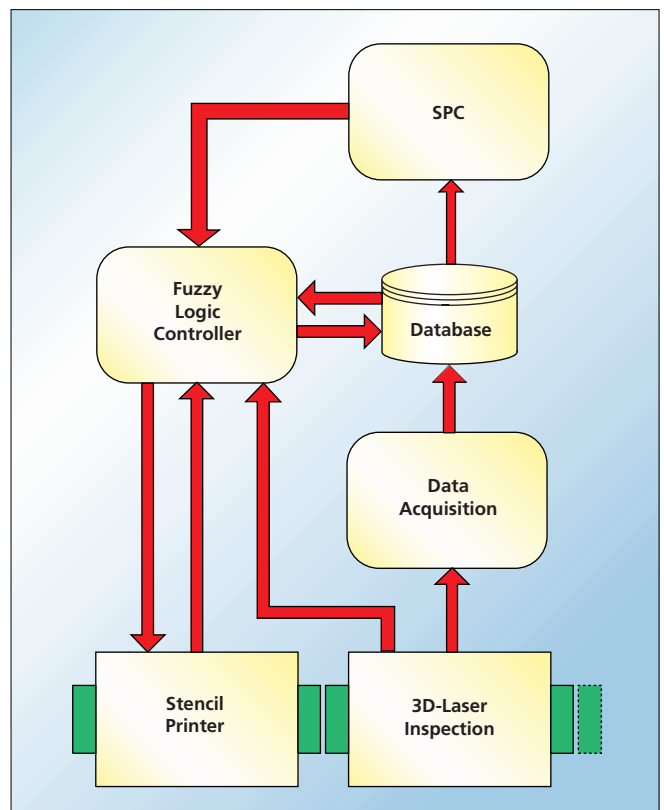 SPC
Fuzzy
Logic
Controller
Database
Data
Acquisition
Stencil
Printer
3D-Laser
Inspection